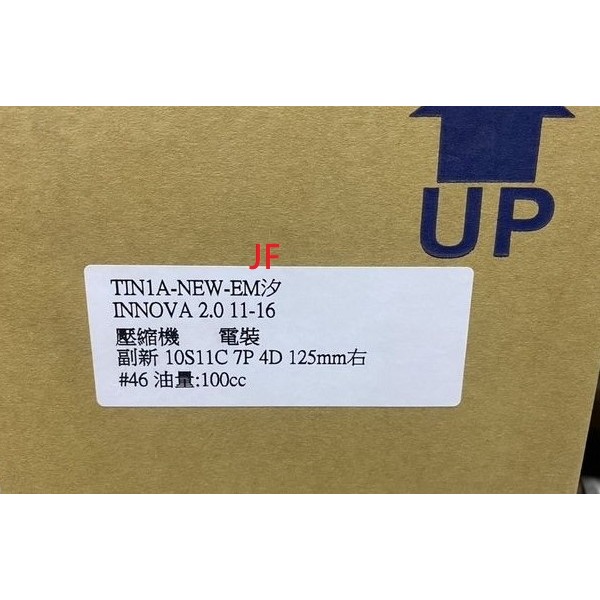 UP
JF
TIN1A-NEW-EM汐
INNOVA 2.0 11-16
壓縮機 電裝
副新 10S11C 7P 4D 125mm右
#46 油量:100cc